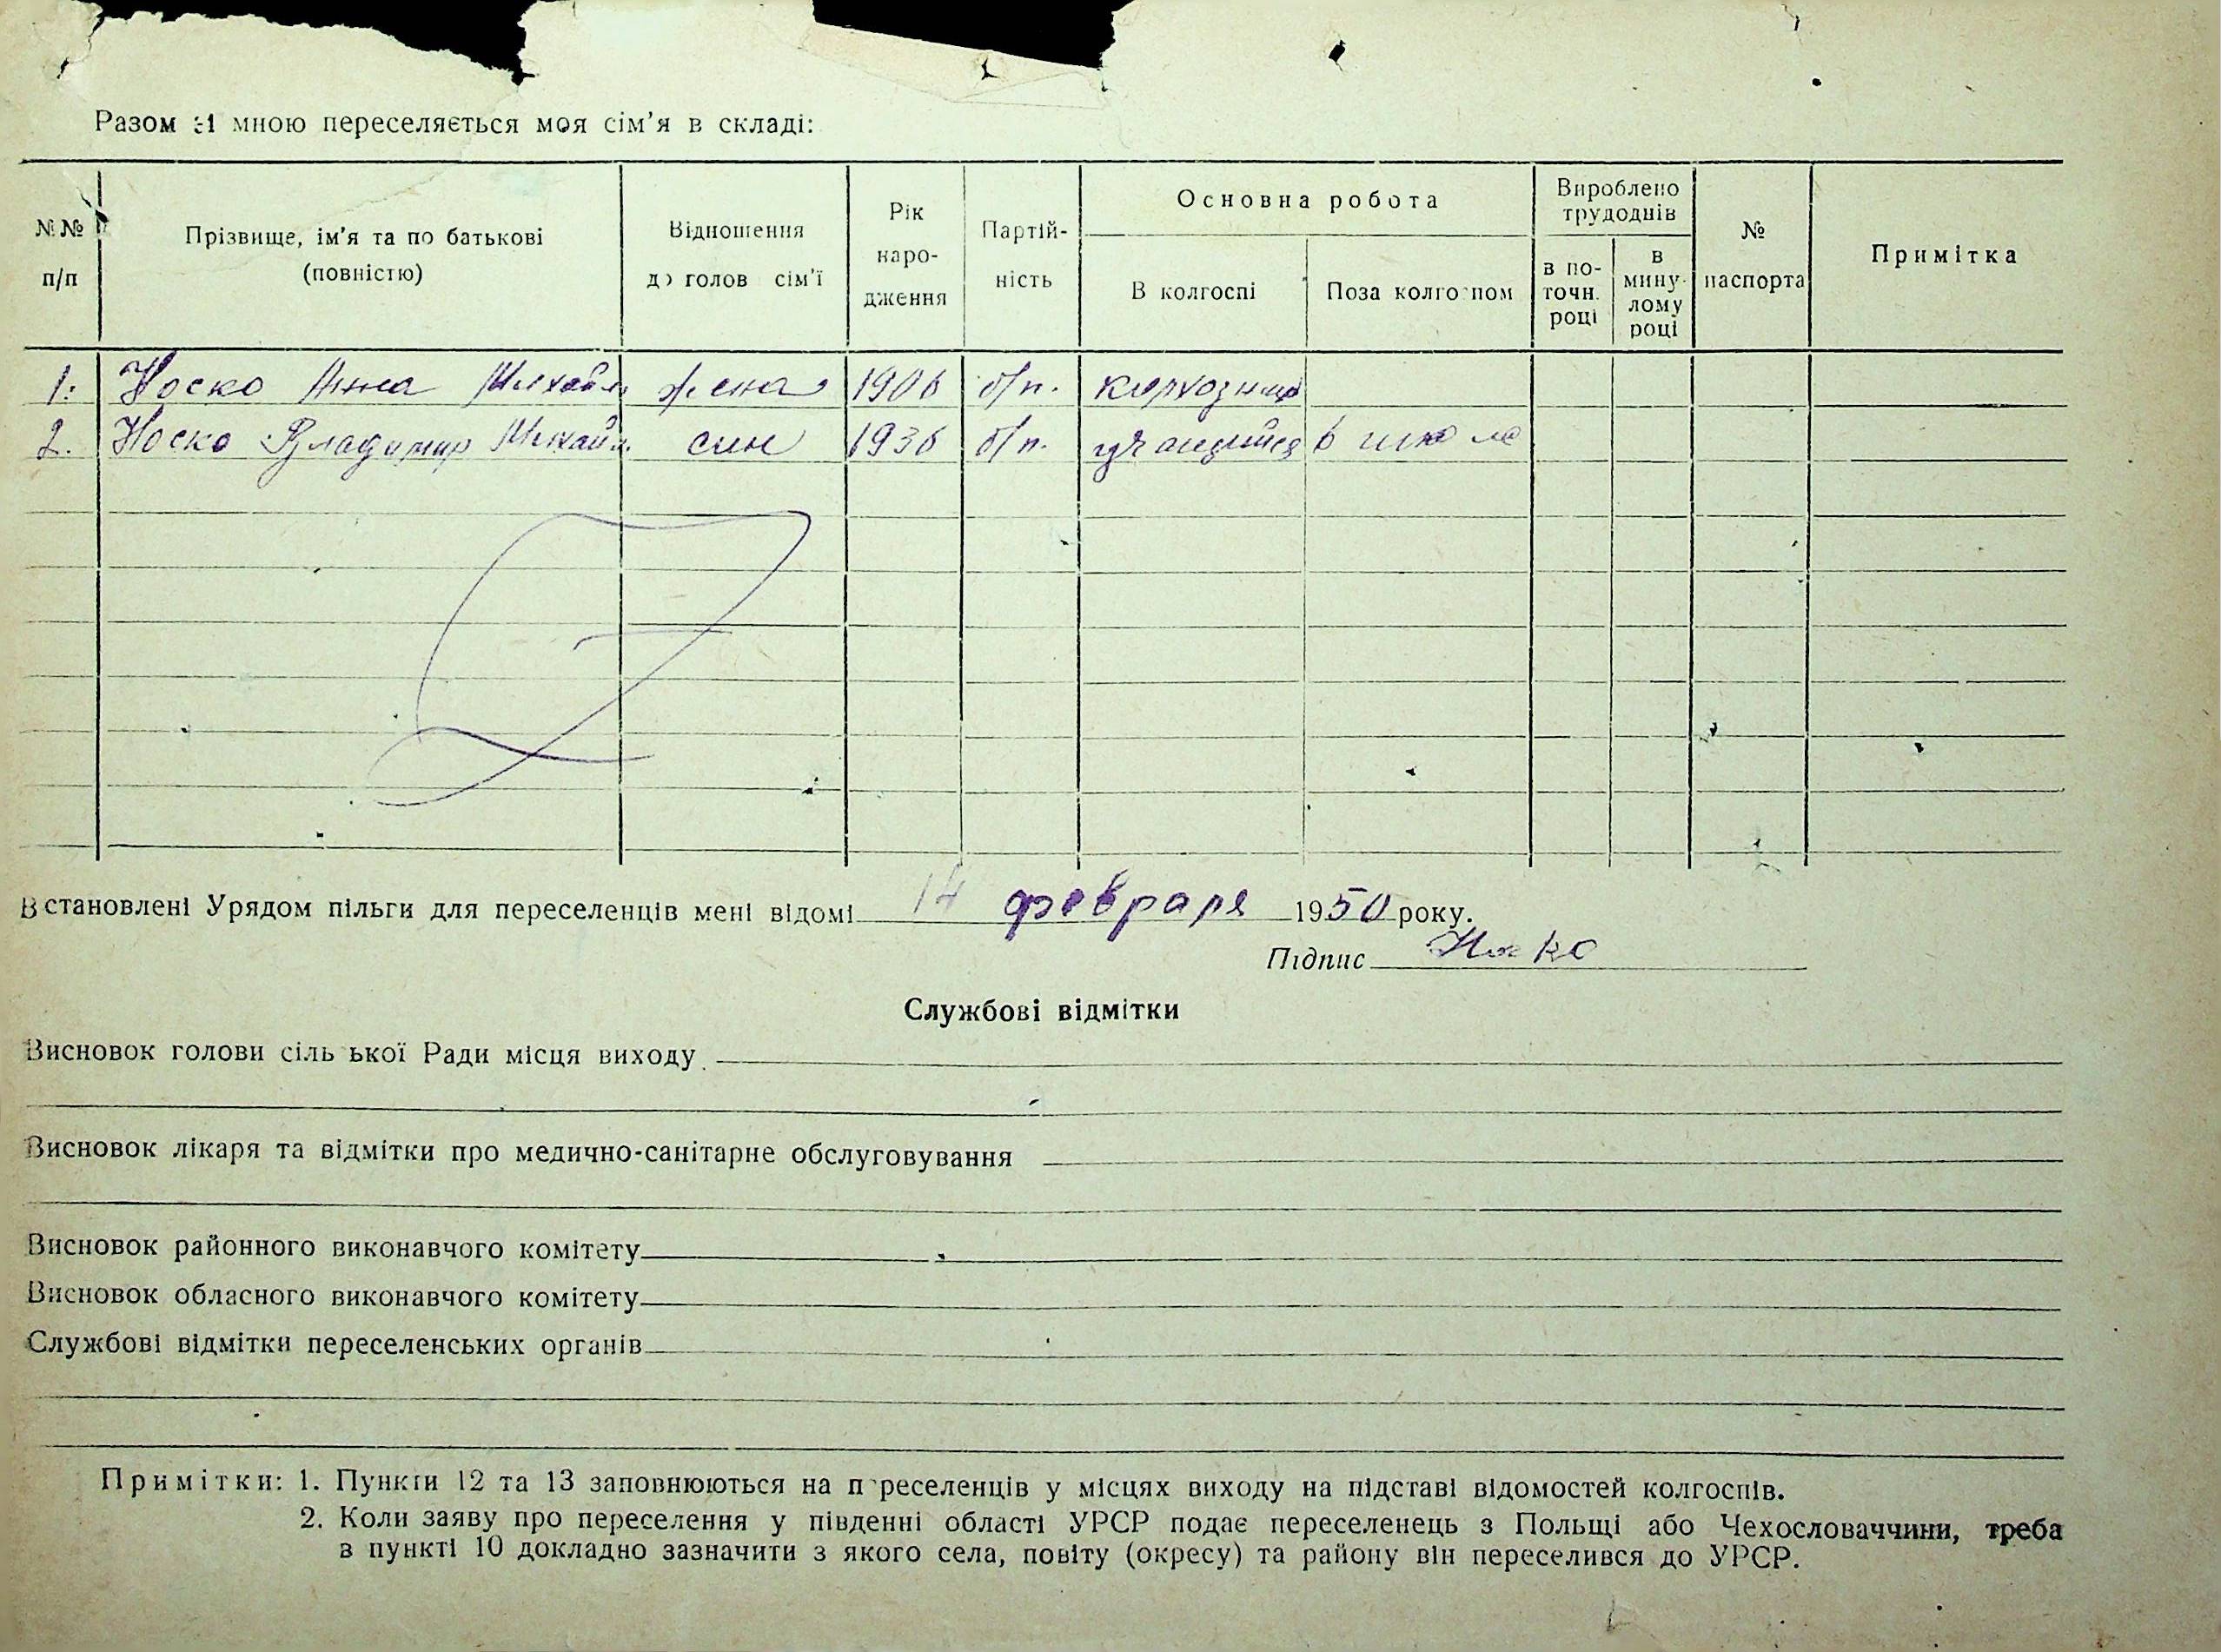 Разом зі мною переселяється моя сім’я в складі:
№№ п/п
Прізвище, ім’я та по батькові (повністю)
Відношення до голов сім’ї
Рік народження
Партійність
Основна робота
В колгоспі
Поза колгоспом
Вироблено трудоднів
в поточн. році
в минулому році
№ паспорта
Примітка
1. Носко Анна Михайл. жена 1906 б/п. колхозниц
2. Носко Владимир Михайл. син 1936 б/п. учащийся в школе
Встановлені Урядом пільги для переселенців мені відомі 14 февраля 1950 року.
Підпис Носко
Службові відмітки
Висновок голови сільської Ради місця виходу
Висновок лікаря та відмітки про медично-санітарне обслуговування
Висновок районного виконавчого комітету
Висновок обласного виконавчого комітету
Службові відмітки переселенських органів
Примітки: 1. Пункти 12 та 13 заповнюються на переселенців у місцях виходу на підставі відомостей колгоспів.
2. Коли заяву про переселення у південні області УРСР подає переселенець з Польщі або Чехословаччини, треба
в пункті 10 докладно зазначити з якого села, повіту (окресу) та району він переселився до УРСР.